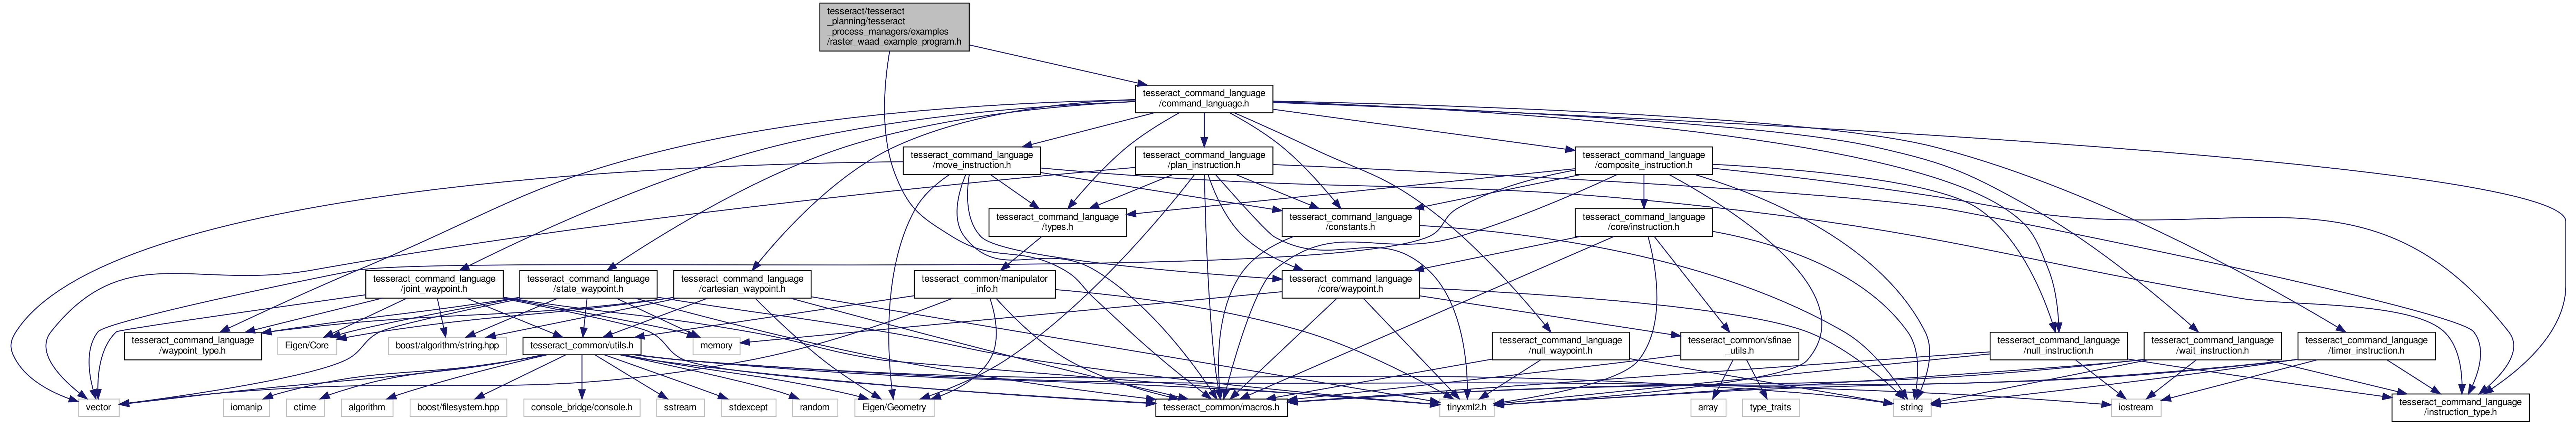 tesseract/tesseract
_planning/tesseract
_process_managers/examples
/raster_waad_example_program.h
tesseract_command_language
/command_language.h
tesseract_command_language
/move_instruction.h
tesseract_command_language
/plan_instruction.h
tesseract_command_language
/composite_instruction.h
tesseract_command_language
/types.h
tesseract_command_language
/constants.h
tesseract_command_language
/core/instruction.h
tesseract_command_language
/joint_waypoint.h
tesseract_command_language
/state_waypoint.h
tesseract_command_language
/cartesian_waypoint.h
tesseract_common/manipulator
_info.h
tesseract_command_language
/core/waypoint.h
tesseract_command_language
/waypoint_type.h
Eigen/Core
boost/algorithm/string.hpp
tesseract_common/utils.h
memory
tesseract_command_language
/null_waypoint.h
tesseract_common/sfinae
_utils.h
tesseract_command_language
/null_instruction.h
tesseract_command_language
/wait_instruction.h
tesseract_command_language
/timer_instruction.h
vector
iomanip
ctime
algorithm
boost/filesystem.hpp
console_bridge/console.h
sstream
stdexcept
random
Eigen/Geometry
tesseract_common/macros.h
tinyxml2.h
array
type_traits
string
iostream
tesseract_command_language
/instruction_type.h